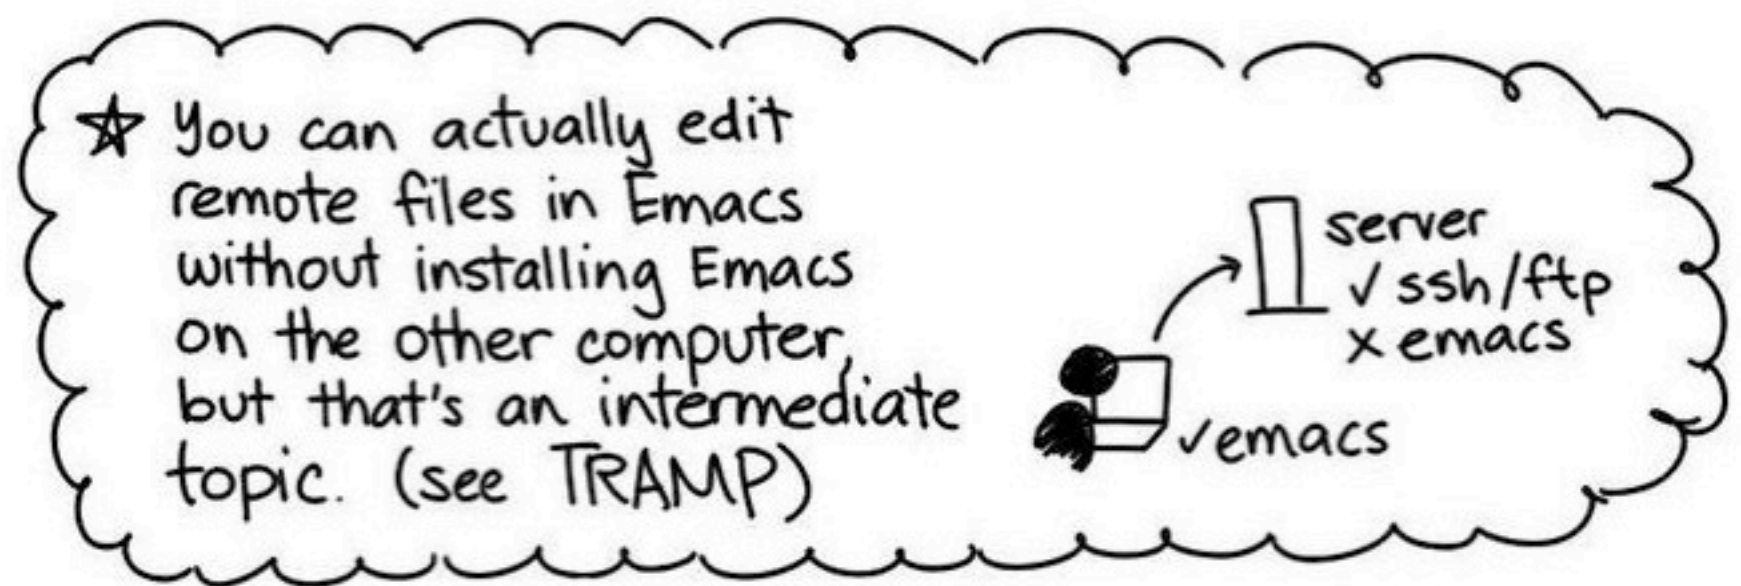 ☆ You can actually edit
remote files in Emacs
without installing Emacs
on the other computer,
but that's an intermediate
topic. (see TRAMP)
server
✓ ssh/ftp
x emacs
✓emacs